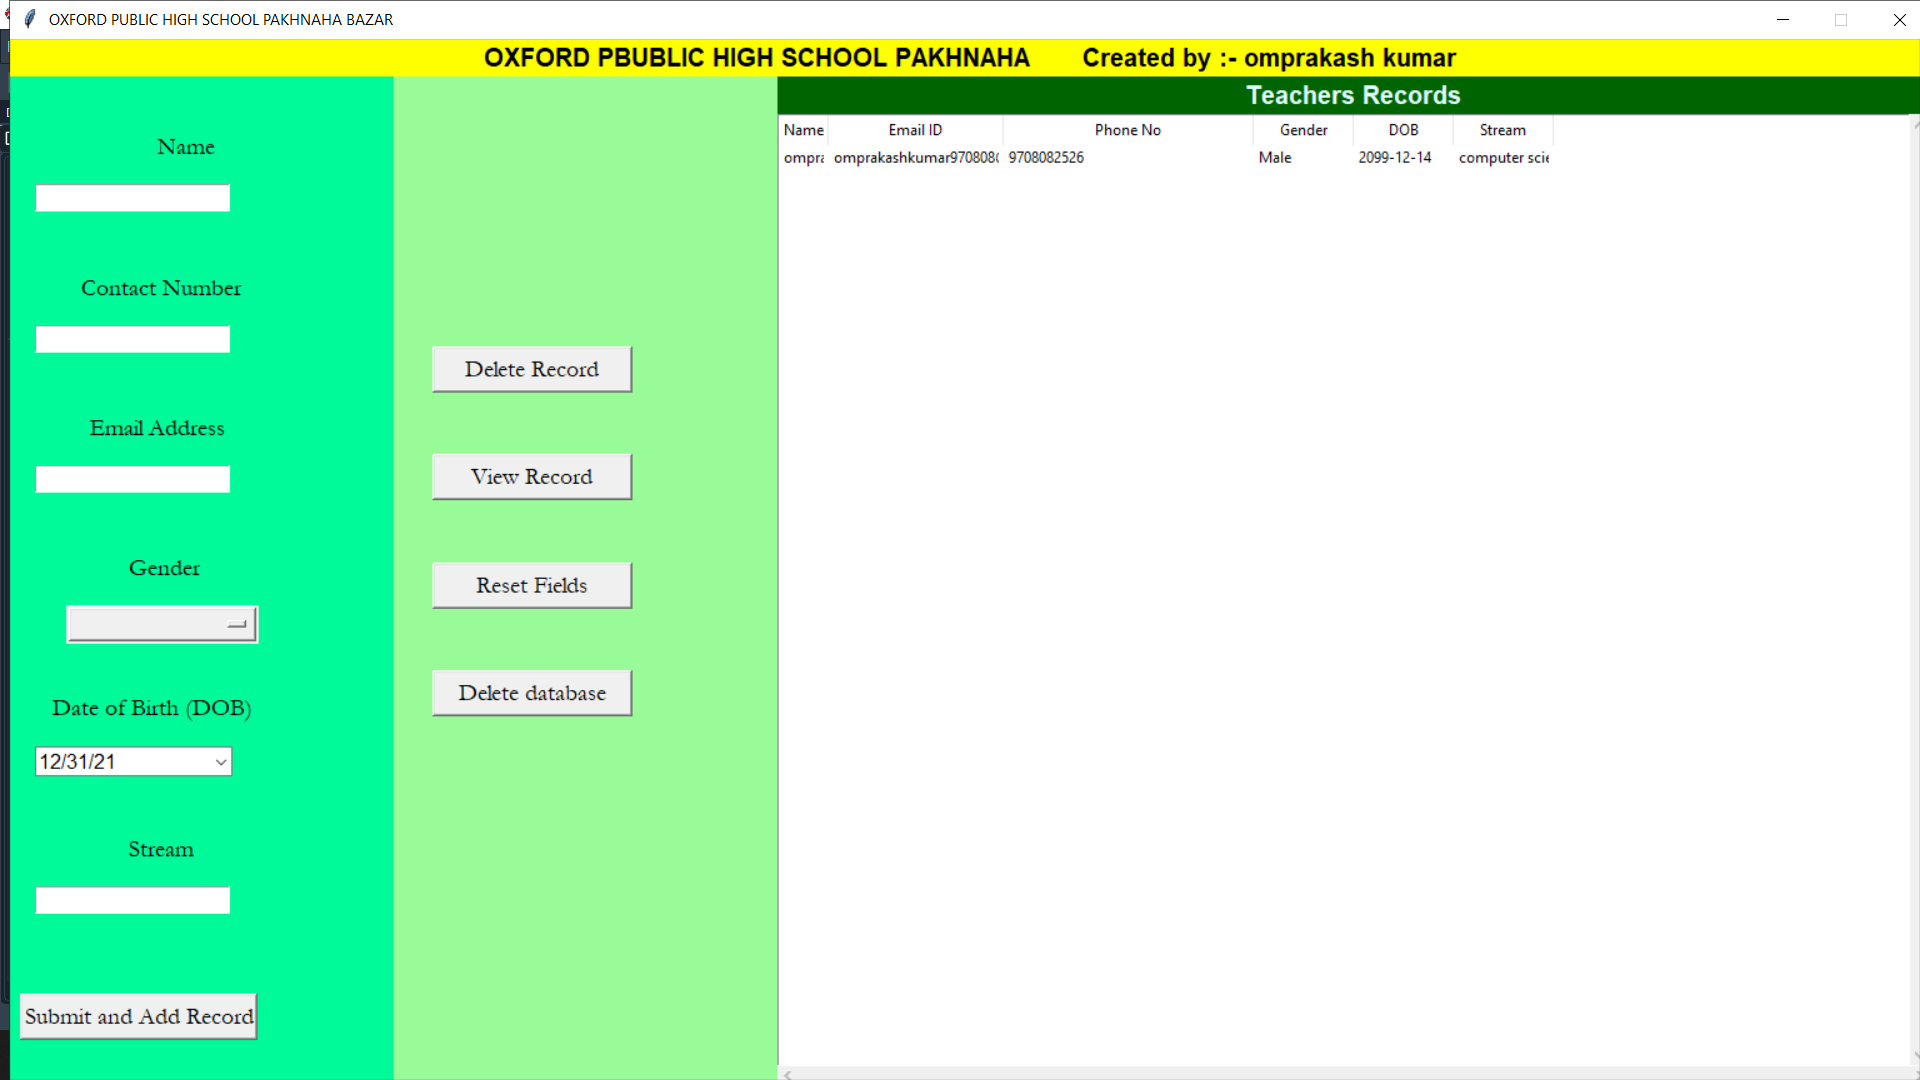 OXFORD PUBLIC HIGH SCHOOL PAKHNAHA BAZAR
OXFORD PBUBLIC HIGH SCHOOL PAKHNAHA Created by :- omprakash kumar
Name
Contact Number
Email Address
Gender
Date of Birth (DOB)
12/31/21
Stream
Submit and Add Record
Delete Record
View Record
Reset Fields
Delete database
Teachers Records
Name Email ID Phone No Gender DOB Stream
ompra omprakashkumar970808 9708082526 Male 2099-12-14 computer scie